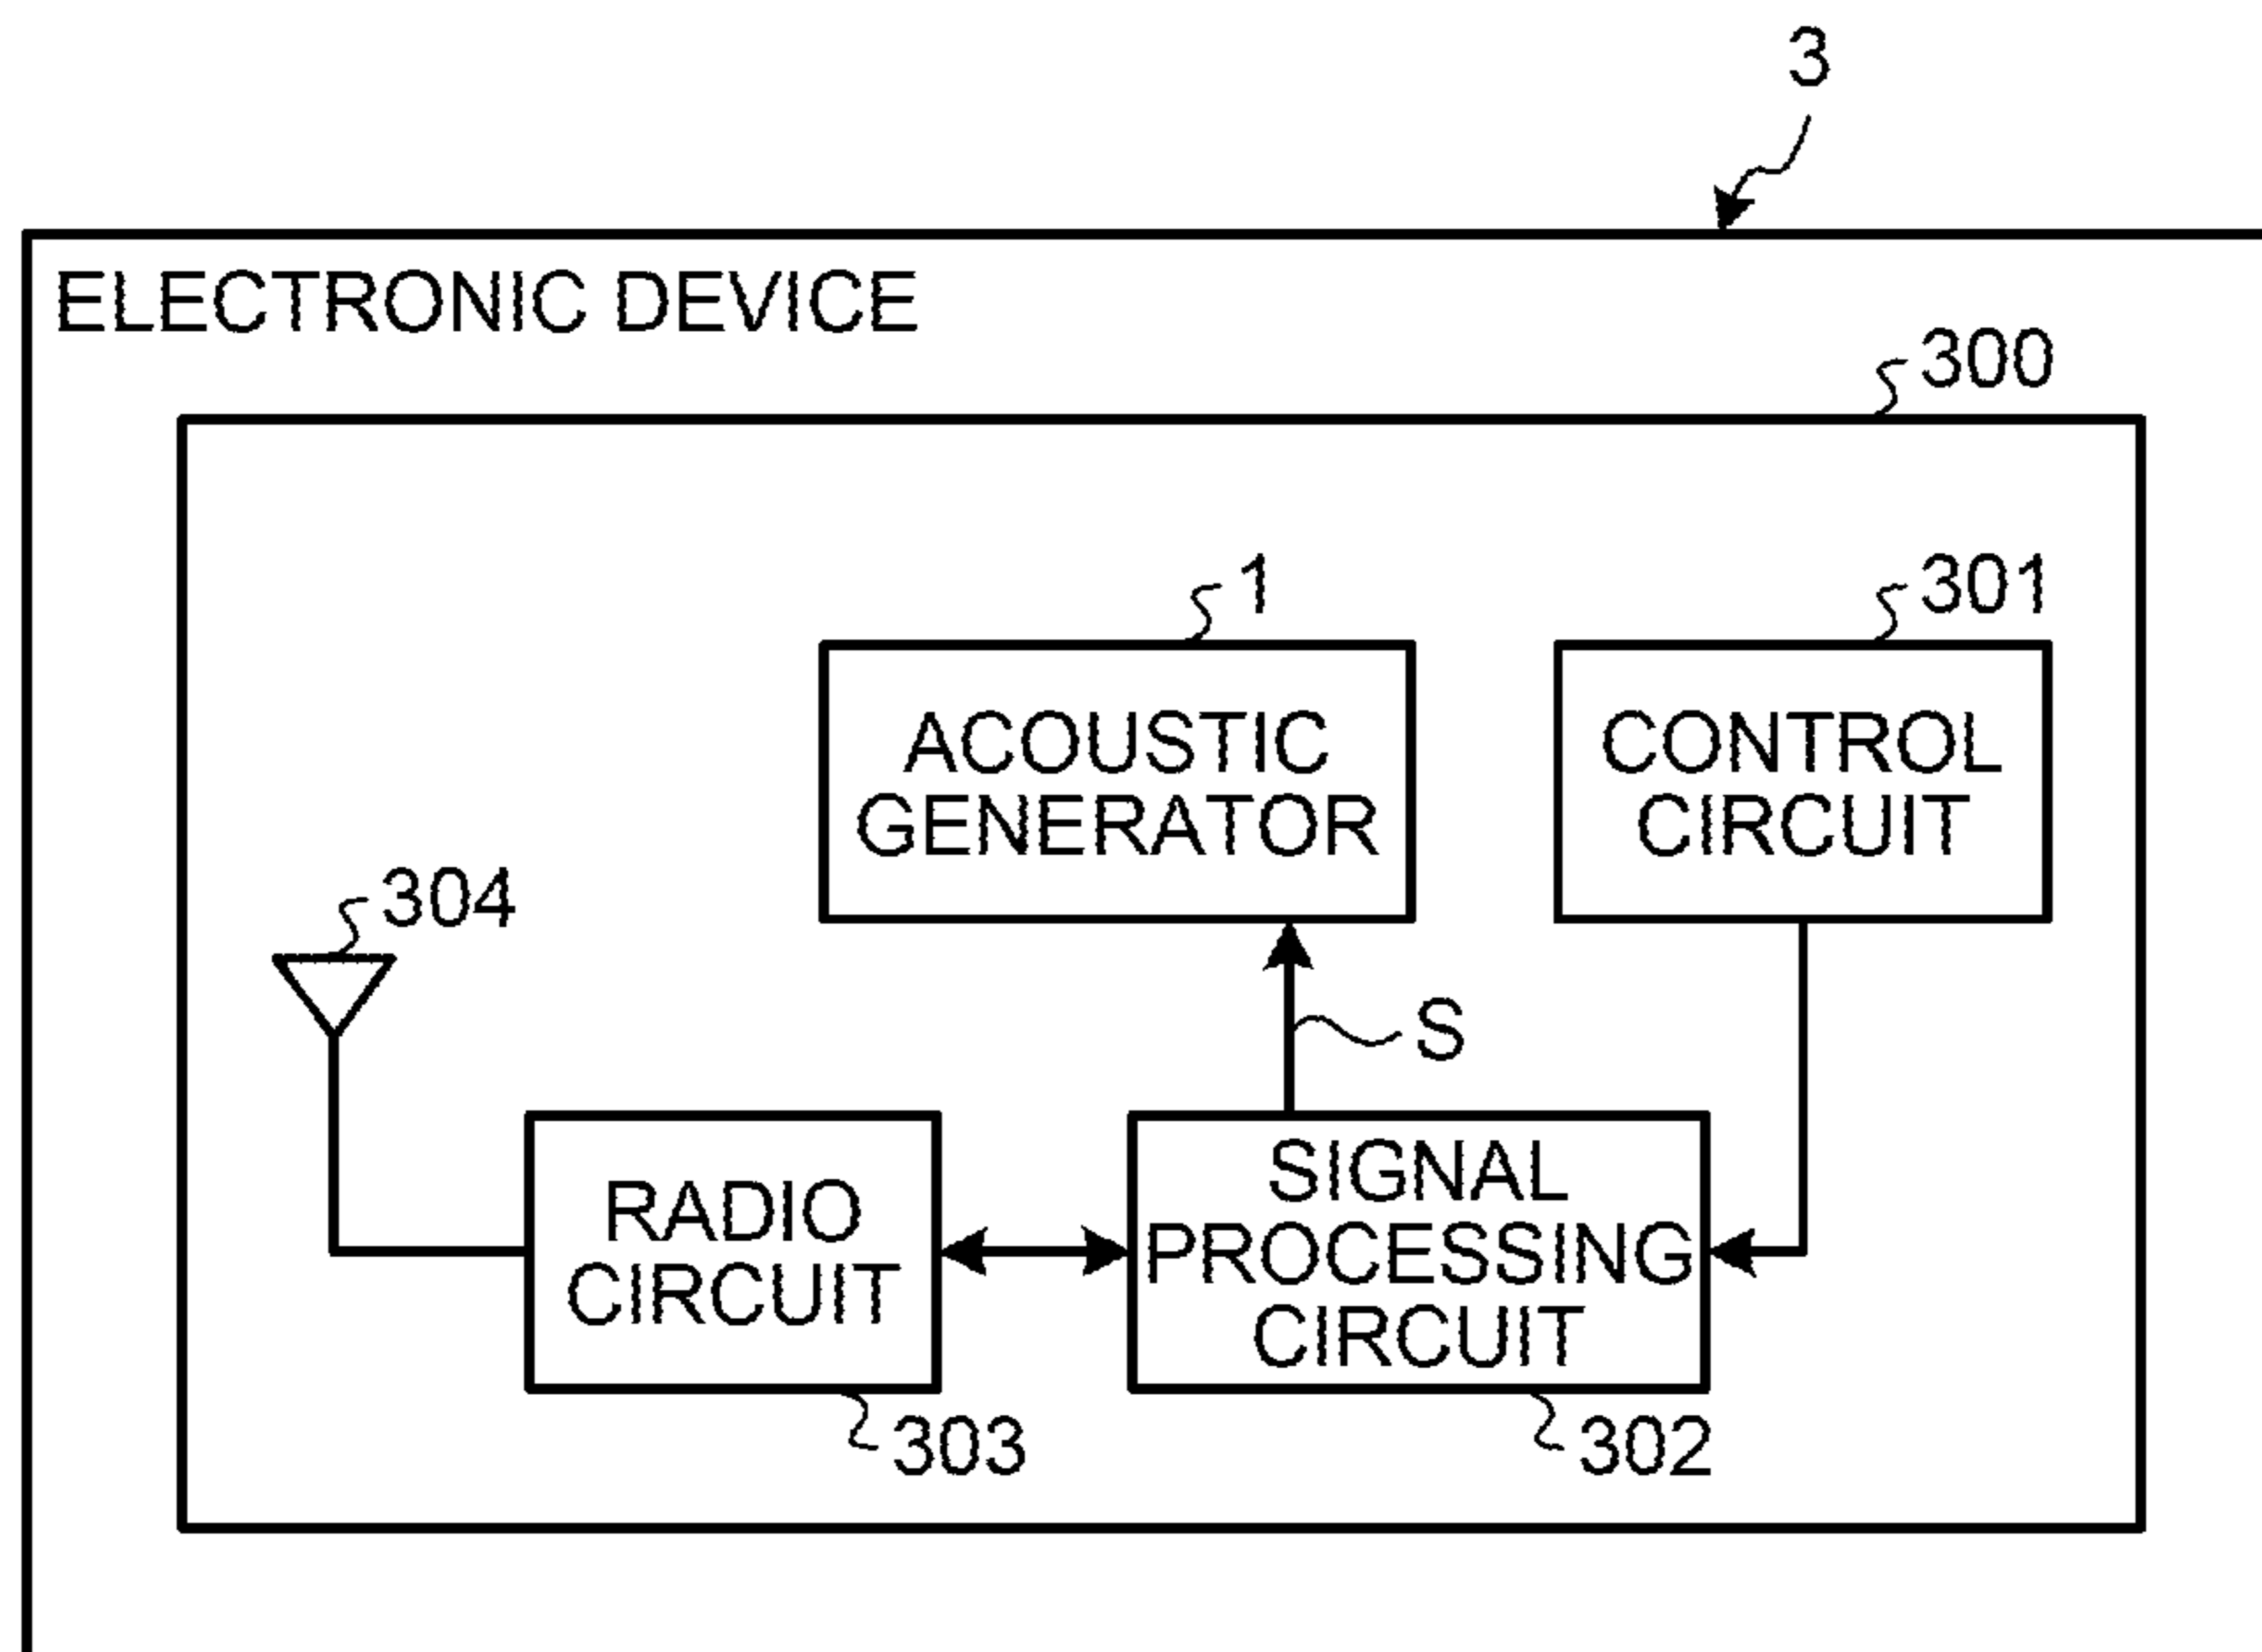 3
ELECTRONIC DEVICE
300
1
301
ACOUSTIC
GENERATOR
CONTROL
CIRCUIT
304
S
RADIO
CIRCUIT
SIGNAL
PROCESSING
CIRCUIT
303
302